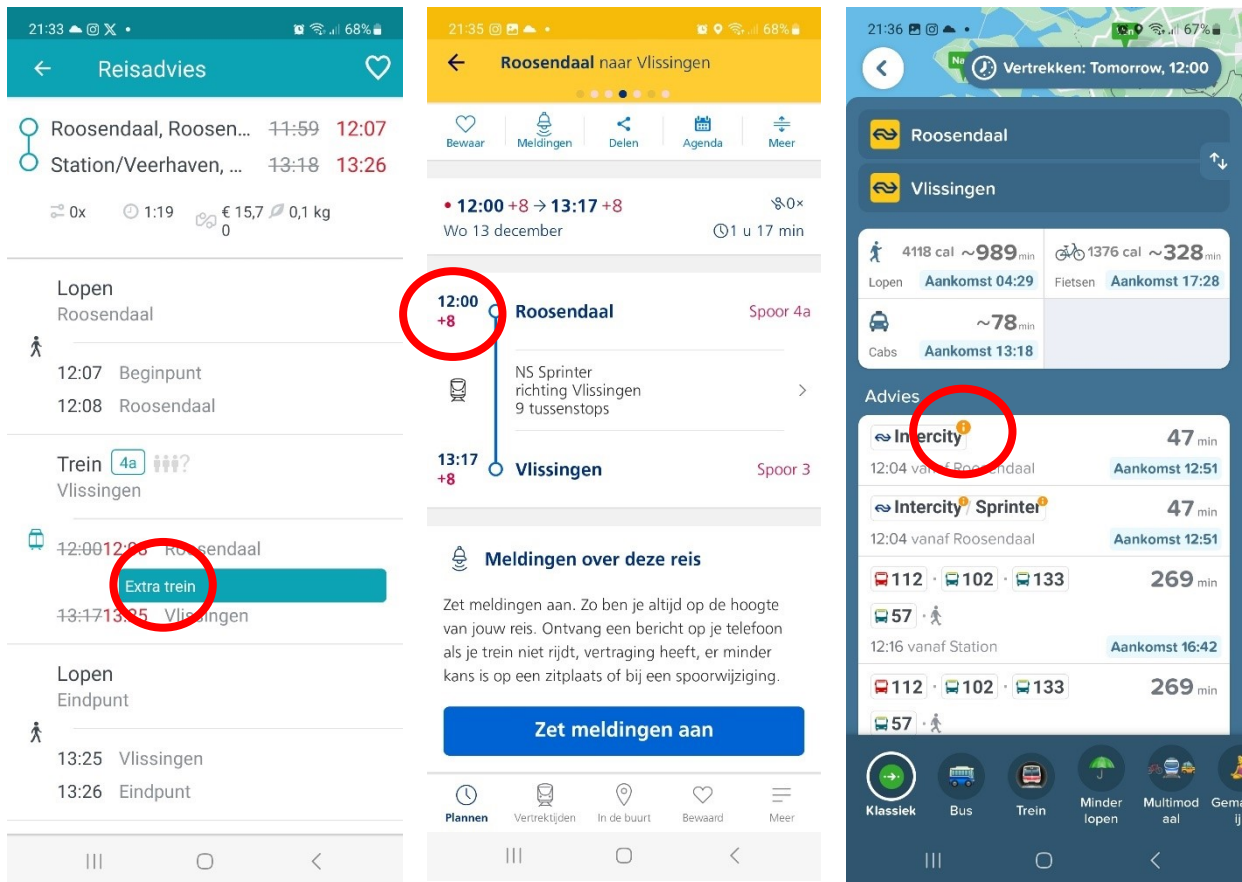 21:33
68%
Reisadvies
Roosendaal, Roosen... 11:59 12:07
Station/Veerhaven, ... 13:18 13:26
0x 1:19 € 15,7 0,1 kg
0
Lopen
Roosendaal
12:07 Beginpunt
12:08 Roosendaal
Trein 4a ?
Vlissingen
12:00 12:08 Roosendaal
Extra trein
13:17 13:25 Vlissingen
Lopen
Eindpunt
13:25 Vlissingen
13:26 Eindpunt
21:35
68%
Roosendaal naar Vlissingen
Bewaar Meldingen Delen Agenda Meer
12:00 +8 → 13:17 +8 0×
Wo 13 december 1 u 17 min
12:00 Roosendaal Spoor 4a
+8
NS Sprinter
richting Vlissingen
9 tussenstops
13:17 Vlissingen Spoor 3
+8
Meldingen over deze reis
Zet meldingen aan. Zo ben je altijd op de hoogte
van jouw reis. Ontvang een bericht op je telefoon
als je trein niet rijdt, vertraging heeft, er minder
kans is op een zitplaats of bij een spoorwijziging.
Zet meldingen aan
Plannen Vertrektijden In de buurt Bewaard Meer
21:36
67%
Vertrekken: Tomorrow, 12:00
Roosendaal
Vlissingen
4118 cal ~989 min 1376 cal ~328 min
Lopen Aankomst 04:29 Fietsen Aankomst 17:28
~78 min
Cabs Aankomst 13:18
Advies
Intercity 47 min
12:04 vanaf Roosendaal Aankomst 12:51
Intercity / Sprinter 47 min
12:04 vanaf Roosendaal Aankomst 12:51
112 · 102 · 133 269 min
57 ·
12:16 vanaf Station Aankomst 16:42
112 · 102 · 133 269 min
57 ·
Klassiek Bus Trein Minder lopen Multimod aal Gema ij